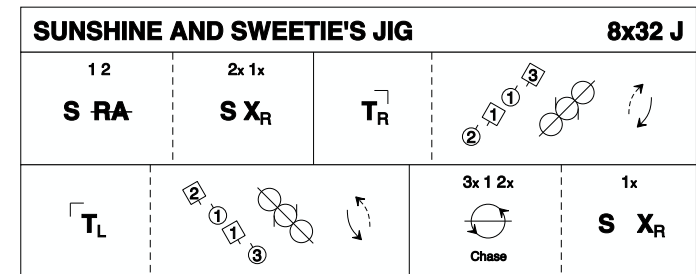 SUNSHINE AND SWEETIE'S JIG 8x32 J
1 2 2x 1x
S RA S XR TR
3
1
1
2
3x 1 2x 1x
TL S XR
2
1
1
3
Chase